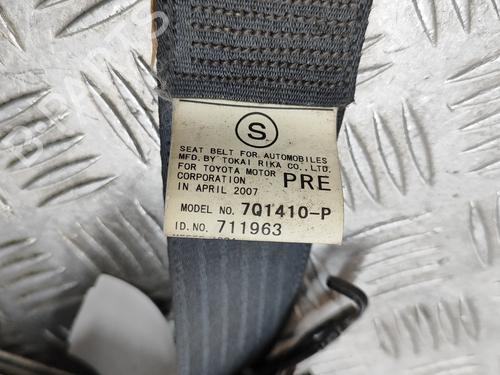 S
SEAT BELT FOR AUTOMOBILES
MFD. BY TOKAI RIKA CO., LTD.
FOR TOYOTA MOTOR
CORPORATION PRE
IN APRIL 2007
MODEL NO. 7Q1410-P
ID. NO. 711963